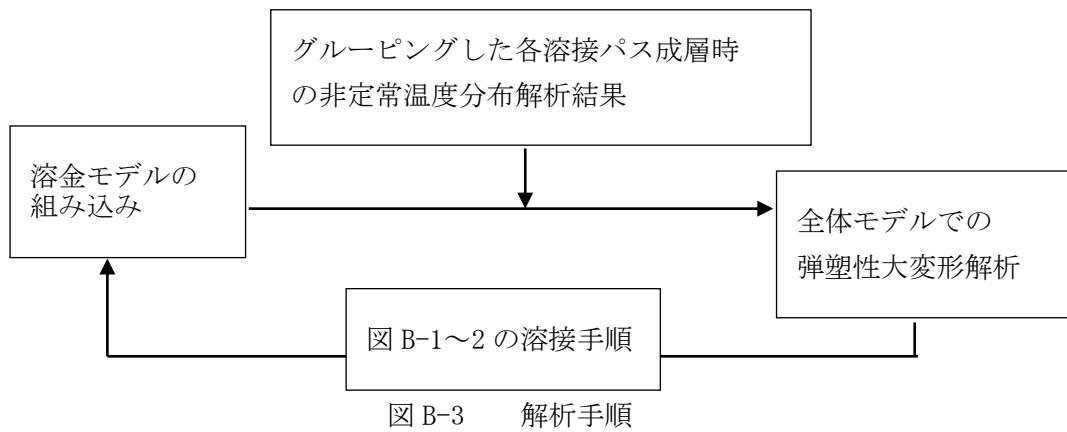 グルーピングした各溶接パス成層時
の非定常温度分布解析結果
溶金モデルの
組み込み
全体モデルでの
弾塑性大変形解析
図 B-1～2 の溶接手順
図 B-3　　解析手順